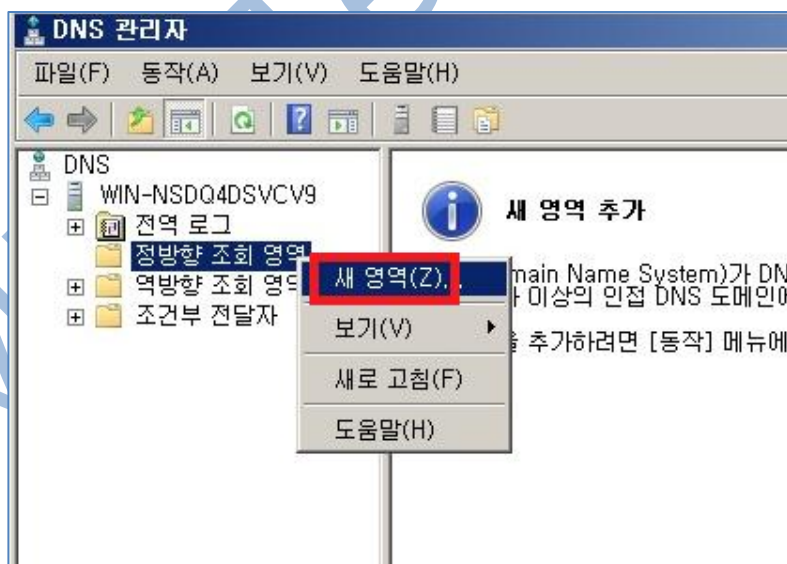 DNS 관리자
파일(F) 동작(A) 보기(V) 도움말(H)
DNS
WIN-NSDQ4DSVCV9
전역 로그
정방향 조회 영역
역방향 조회 영역
조건부 전달자
새 영역(Z)...
보기(V)
새로 고침(F)
도움말(H)
새 영역 추가
main Name System)가 DN
이상의 인접 DNS 도메인에
추가하려면 [동작] 메뉴에